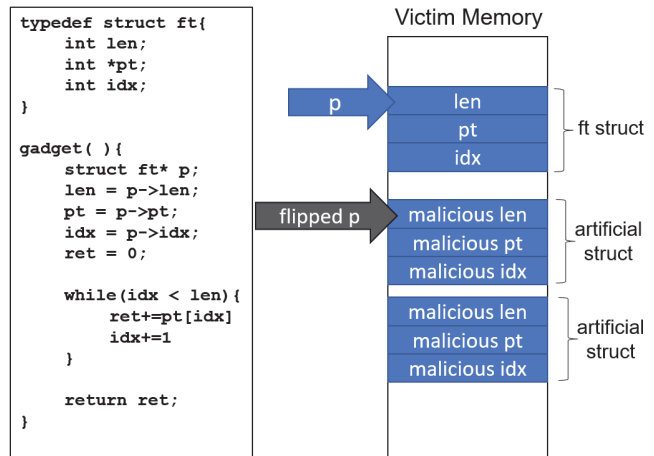 typedef struct ft{
int len;
int *pt;
int idx;
}
gadget( ){
struct ft* p;
len = p->len;
pt = p->pt;
idx = p->idx;
ret = 0;
while(idx < len){
ret+=pt[idx]
idx+=1
}
return ret;
}
Victim Memory
p
len
pt
idx
ft struct
flipped p
malicious len
malicious pt
malicious idx
artificial
struct
malicious len
malicious pt
malicious idx
artificial
struct